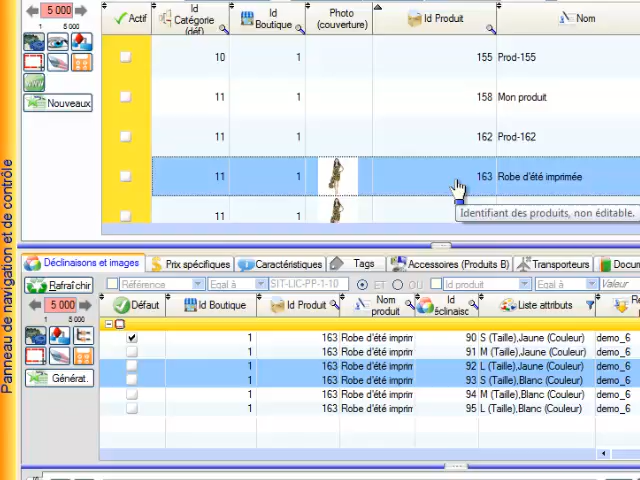 5 000
1 5 000
Nouveaux
Panneau de navigation et de contrôle
Actif
Id Catégorie (déf)
Id Boutique
Photo (couverture)
Id Produit
Nom
10 1 155 Prod-155
11 1 158 Mon produit
11 1 162 Prod-162
11 1 163 Robe d'été imprimée
11 1
Identifiant des produits, non éditable.
Déclinaisons et images Prix spécifiques Caractéristiques Tags Accessoires (Produits B) Transporteurs Docum
Rafraîchir Référence Egal à SIT-LIC-PP-1-10 ET OU Id produit Egal à Valeur
5 000
1 5 000
Générat.
Défaut
Id Boutique
Id Produit
Nom produit
Id éclinaisc
Liste attributs
1 163 Robe d'été imprim 90 S (Taille),Jaune (Couleur) demo_6
1 163 Robe d'été imprim 91 M (Taille),Jaune (Couleur) demo_6
1 163 Robe d'été imprim 92 L (Taille),Jaune (Couleur) demo_6
1 163 Robe d'été imprim 93 S (Taille),Blanc (Couleur) demo_6
1 163 Robe d'été imprim 94 M (Taille),Blanc (Couleur) demo_6
1 163 Robe d'été imprim 95 L (Taille),Blanc (Couleur) demo_6